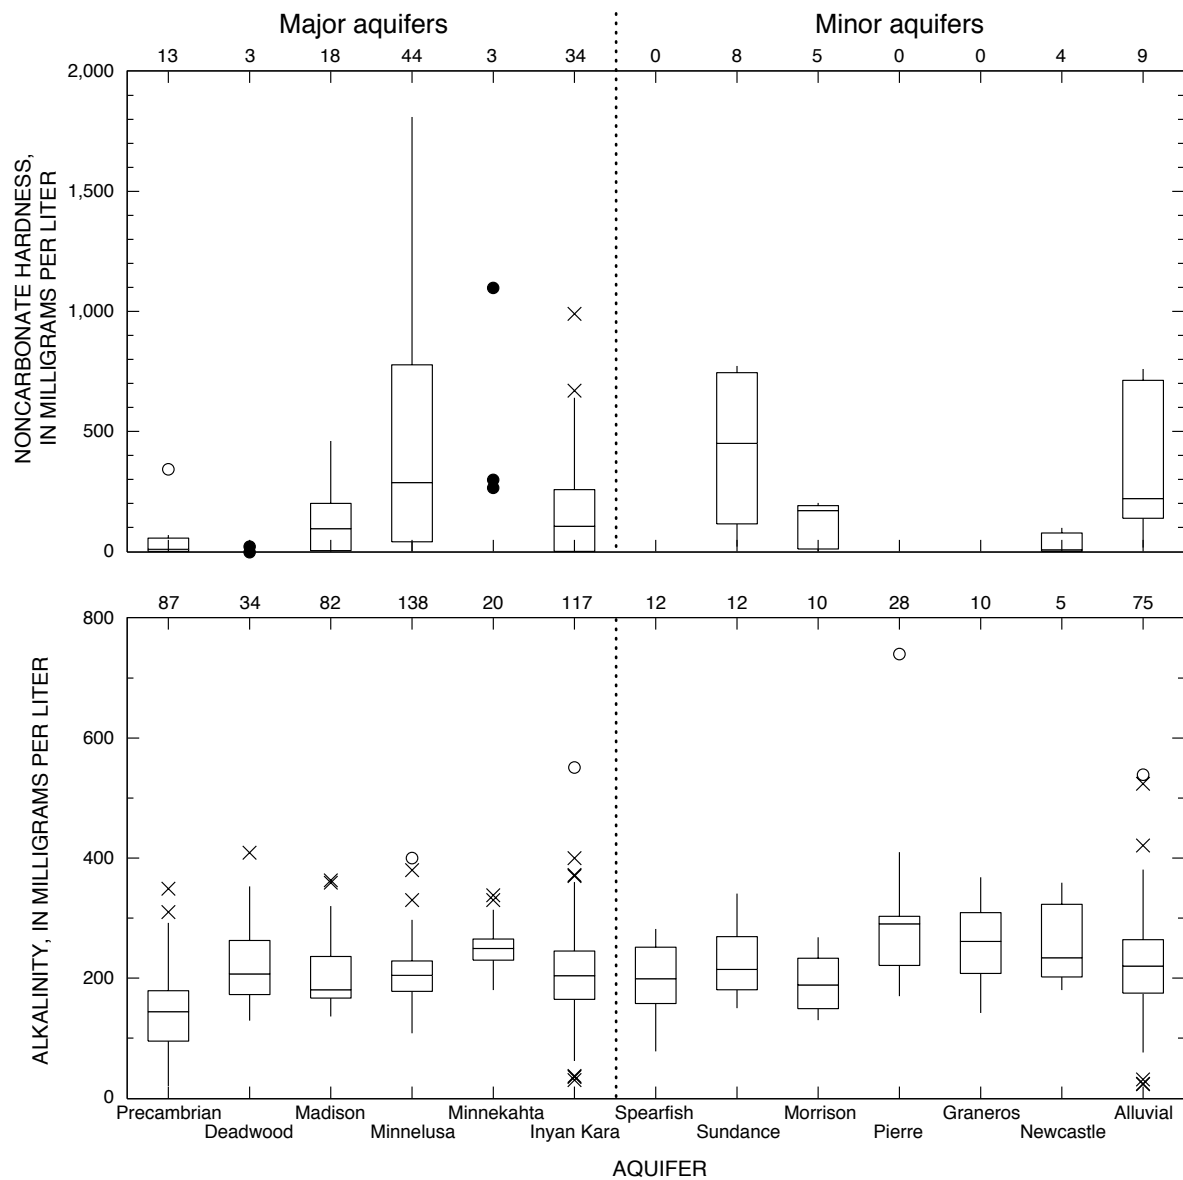 Major aquifers Minor aquifers
13 3 18 44 3 34 0 8 5 0 0 4 9
2,000
1,500
1,000
500
0
NONCARBONATE HARDNESS,
IN MILLIGRAMS PER LITER
87 34 82 138 20 117 12 12 10 28 10 5 75
800
600
400
200
0
ALKALINITY, IN MILLIGRAMS PER LITER
Precambrian Madison Minnekahta Spearfish Morrison Graneros Alluvial
Deadwood Minnelusa Inyan Kara Sundance Pierre Newcastle
AQUIFER